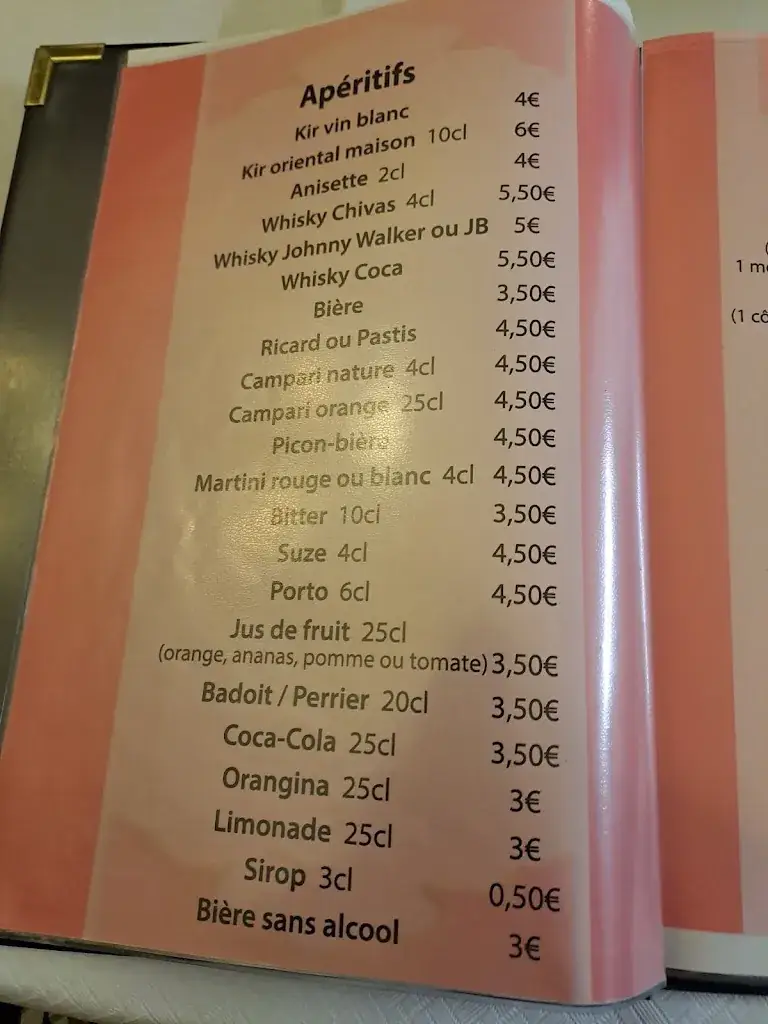 Apéritifs
Kir vin blanc 4€
Kir oriental maison 10cl 6€
Anisette 2cl 4€
Whisky Chivas 4cl 5,50€
Whisky Johnny Walker ou JB 5€
Whisky Coca 5,50€
Bière 3,50€
Ricard ou Pastis 4,50€
Campari nature 4cl 4,50€
Campari orange 25cl 4,50€
Picon-bière 4,50€
Martini rouge ou blanc 4cl 4,50€
Bitter 10cl 3,50€
Suze 4cl 4,50€
Porto 6cl 4,50€
Jus de fruit 25cl
(orange, ananas, pomme ou tomate) 3,50€
Badoit / Perrier 20cl 3,50€
Coca-Cola 25cl 3,50€
Orangina 25cl 3€
Limonade 25cl 3€
Sirop 3cl 0,50€
Bière sans alcool 3€
1
(1